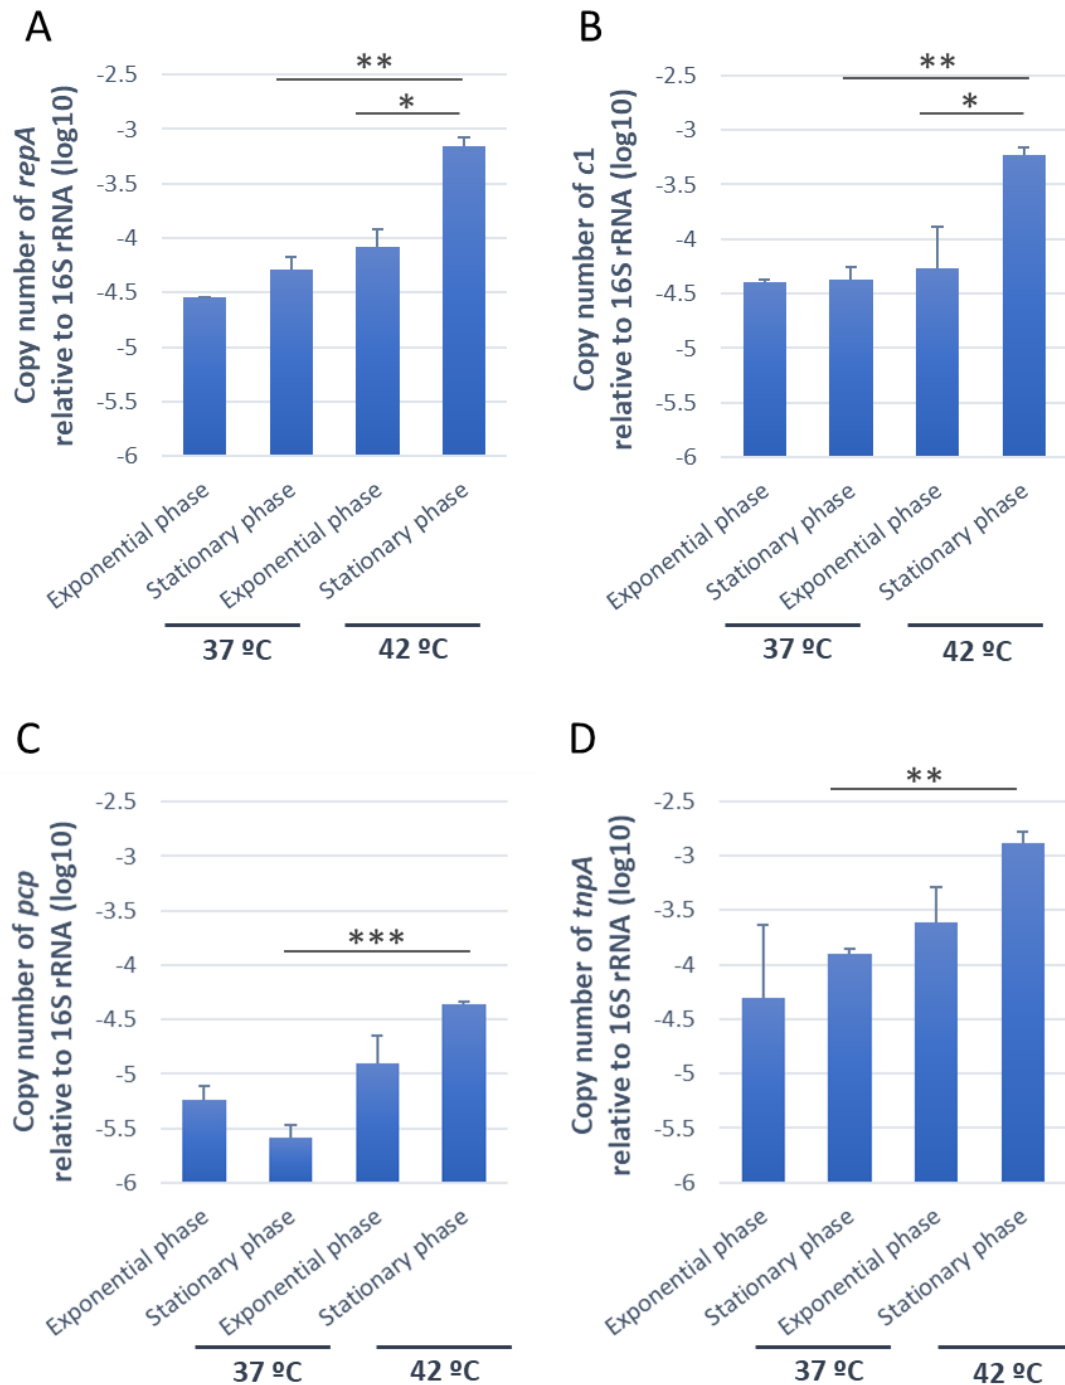 A
Copy number of repA
relative to 16S rRNA (log10)
-2.5
-3
-3.5
-4
-4.5
-5
-5.5
-6
**
*
Exponential phase
Stationary phase
Exponential phase
Stationary phase
37 ºC
42 ºC
B
Copy number of c1
relative to 16S rRNA (log10)
-2.5
-3
-3.5
-4
-4.5
-5
-5.5
-6
**
*
Exponential phase
Stationary phase
Exponential phase
Stationary phase
37 ºC
42 ºC
C
Copy number of pcp
relative to 16S rRNA (log10)
-2.5
-3
-3.5
-4
-4.5
-5
-5.5
-6
***
Exponential phase
Stationary phase
Exponential phase
Stationary phase
37 ºC
42 ºC
D
Copy number of tnpA
relative to 16S rRNA (log10)
-2.5
-3
-3.5
-4
-4.5
-5
-5.5
-6
**
Exponential phase
Stationary phase
Exponential phase
Stationary phase
37 ºC
42 ºC